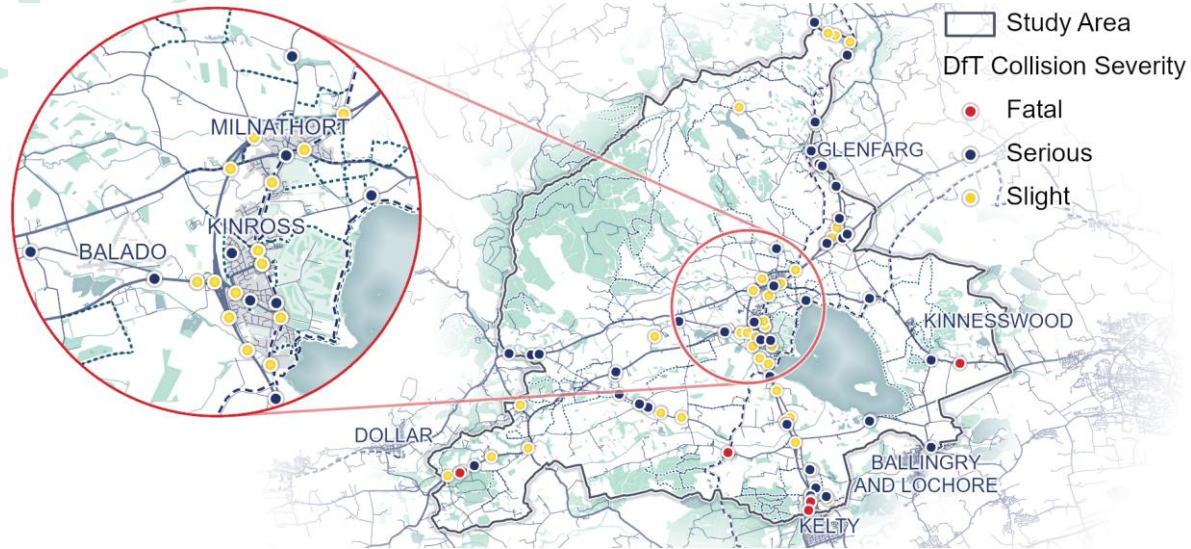 Study Area
DfT Collision Severity
Fatal
Serious
Slight
MILNATHORT
KINROSS
BALADO
GLENFARG
KINNESSWOOD
DOLLAR
BALLINGRY
AND LOCHORE
KELTY